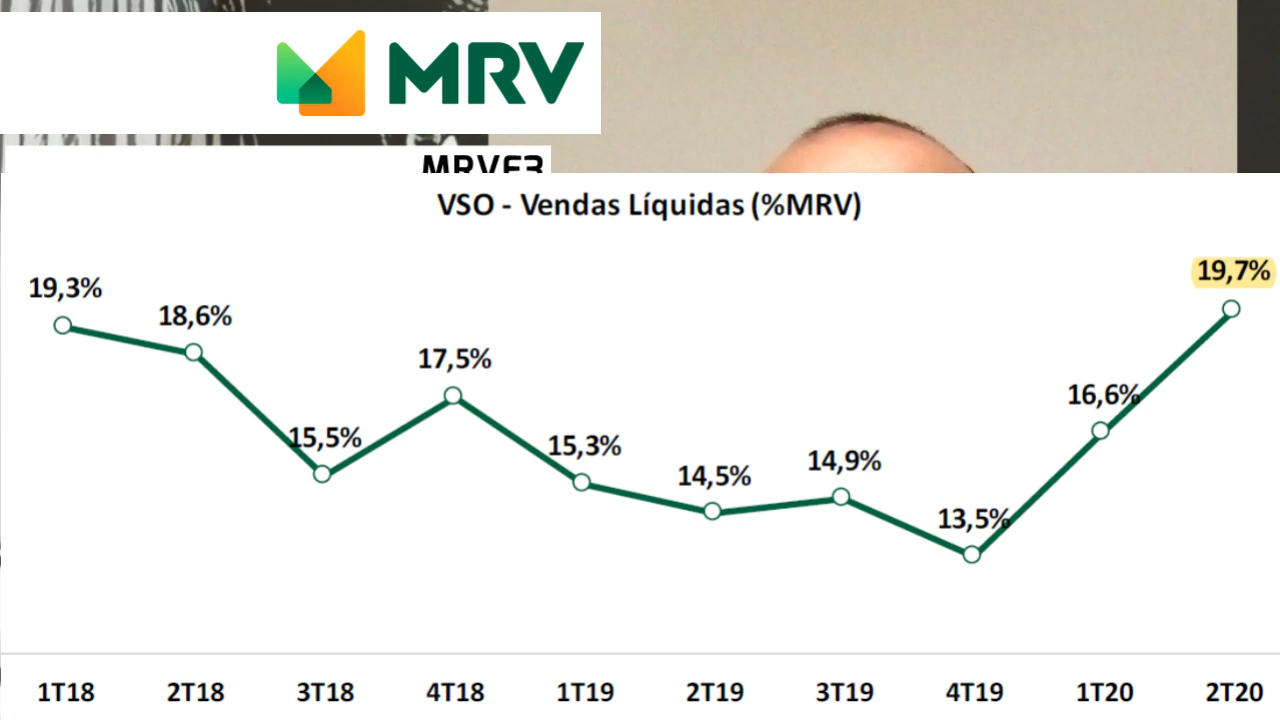 MRV
MRVE3
VSO - Vendas Líquidas (%MRV)
19,3%
18,6%
15,5%
17,5%
15,3%
14,5%
14,9%
13,5%
16,6%
19,7%
1T18
2T18
3T18
4T18
1T19
2T19
3T19
4T19
1T20
2T20